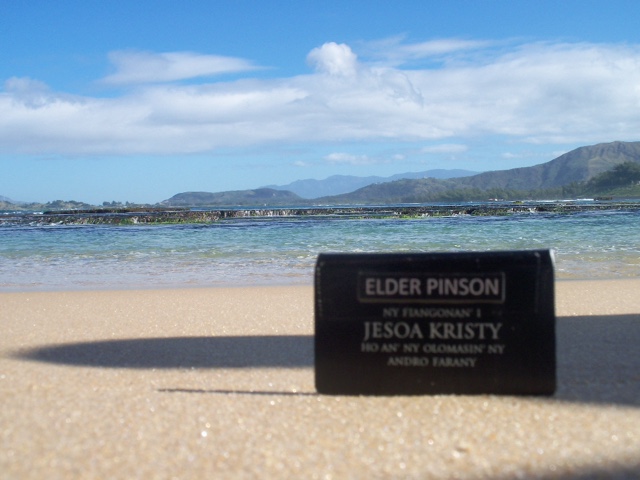 ELDER PINSON
NY FIANGONAN' I
JESOA KRISTY
HO AN' NY OLOMASIN' NY
ANDRO FARANY